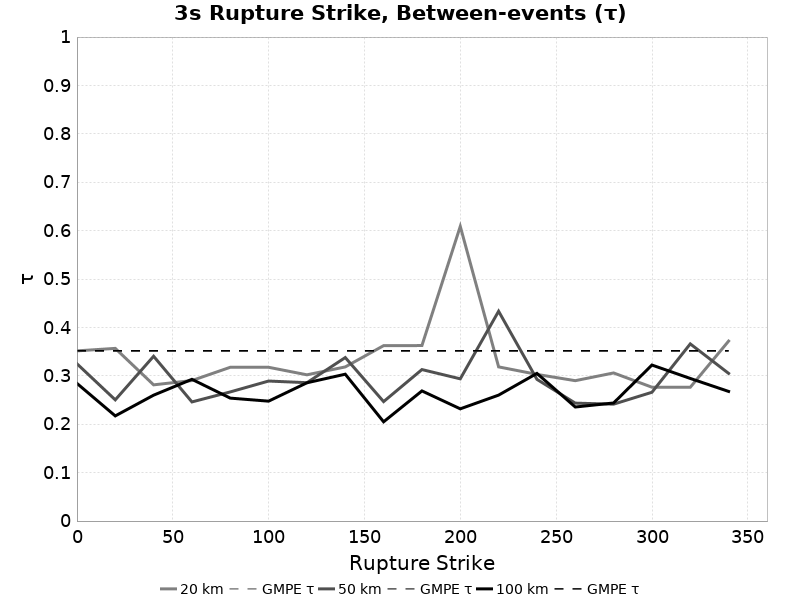 3s Rupture Strike, Between-events (τ)
1
0.9
0.8
0.7
0.6
0.5
0.4
0.3
0.2
0.1
0
τ
0 50 100 150 200 250 300 350
Rupture Strike
20 km GMPE τ 50 km GMPE τ 100 km GMPE τ